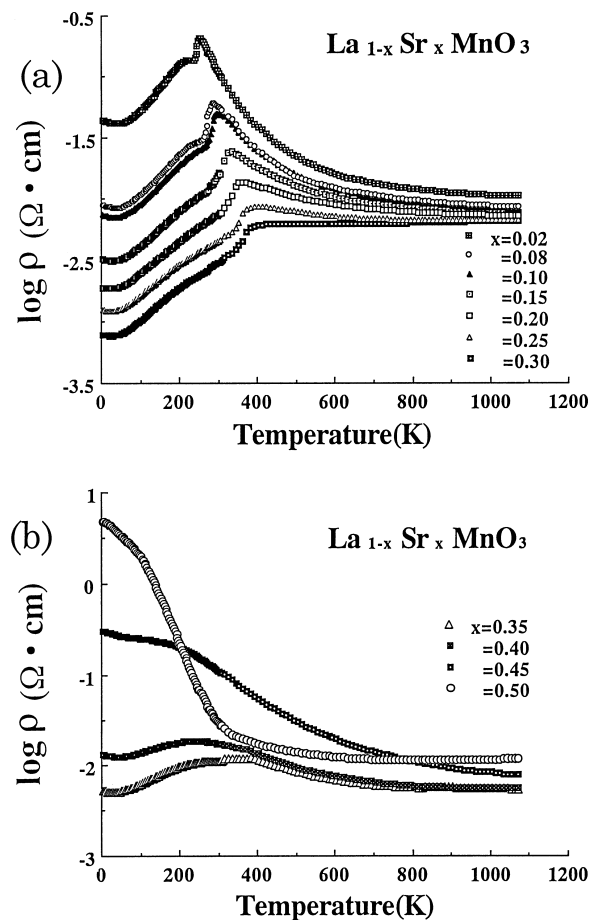 (a)
La 1-x Sr x MnO 3
log ρ (Ω • cm)
-0.5
-1.5
-2.5
-3.5
x=0.02
=0.08
=0.10
=0.15
=0.20
=0.25
=0.30
0 200 400 600 800 1000 1200
Temperature(K)
(b)
La 1-x Sr x MnO 3
log ρ (Ω • cm)
1
0
-1
-2
-3
x=0.35
=0.40
=0.45
=0.50
0 200 400 600 800 1000 1200
Temperature(K)